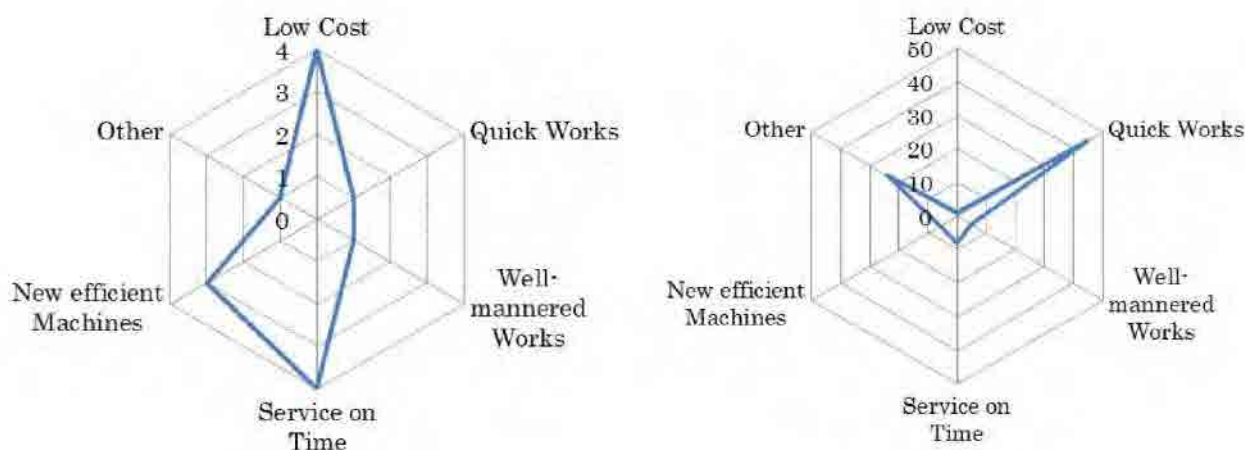 Low Cost
4
3
2
1
0
Other
Quick Works
New efficient
Machines
Well-
mannered
Works
Service on
Time
Low Cost
50
40
30
20
10
0
Other
Quick Works
New efficient
Machines
Well-
mannered
Works
Service on
Time